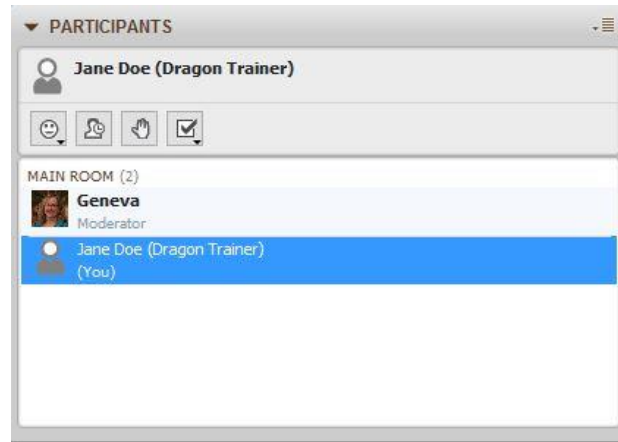 PARTICIPANTS
Jane Doe (Dragon Trainer)
MAIN ROOM (2)
Geneva
Moderator
Jane Doe (Dragon Trainer)
(You)